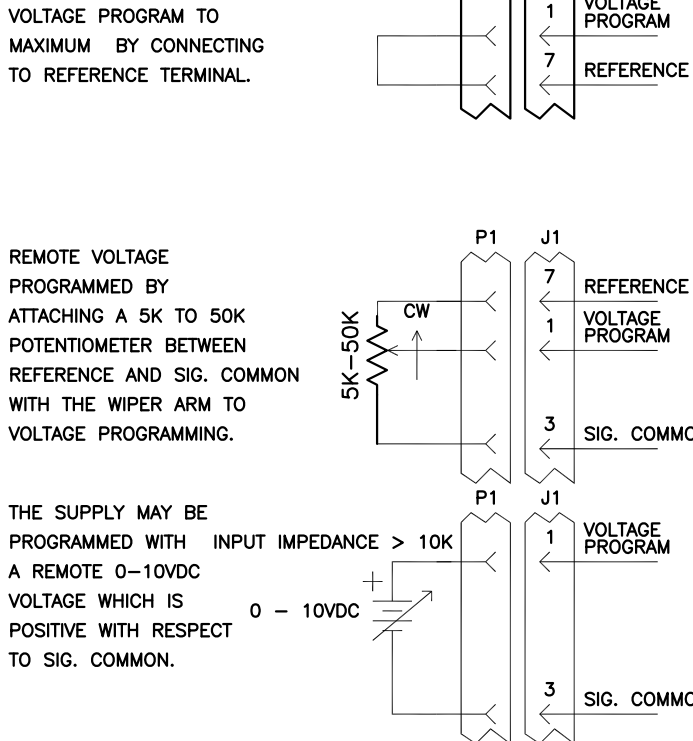 VOLTAGE PROGRAM TO
MAXIMUM BY CONNECTING
TO REFERENCE TERMINAL.
1
VOLTAGE
PROGRAM
7
REFERENCE
REMOTE VOLTAGE
PROGRAMMED BY
ATTACHING A 5K TO 50K
POTENTIOMETER BETWEEN
REFERENCE AND SIG. COMMON
WITH THE WIPER ARM TO
VOLTAGE PROGRAMMING.
5K-50K
CW
P1
J1
7
REFERENCE
1
VOLTAGE
PROGRAM
3
SIG.
THE SUPPLY MAY BE
PROGRAMMED WITH INPUT IMPEDANCE > 10K
A REMOTE 0-10VDC
VOLTAGE WHICH IS
POSITIVE WITH RESPECT
TO SIG. COMMON.
+
0 - 10VDC
P1
J1
1
VOLTAGE
PROGRAM
3
SIG.